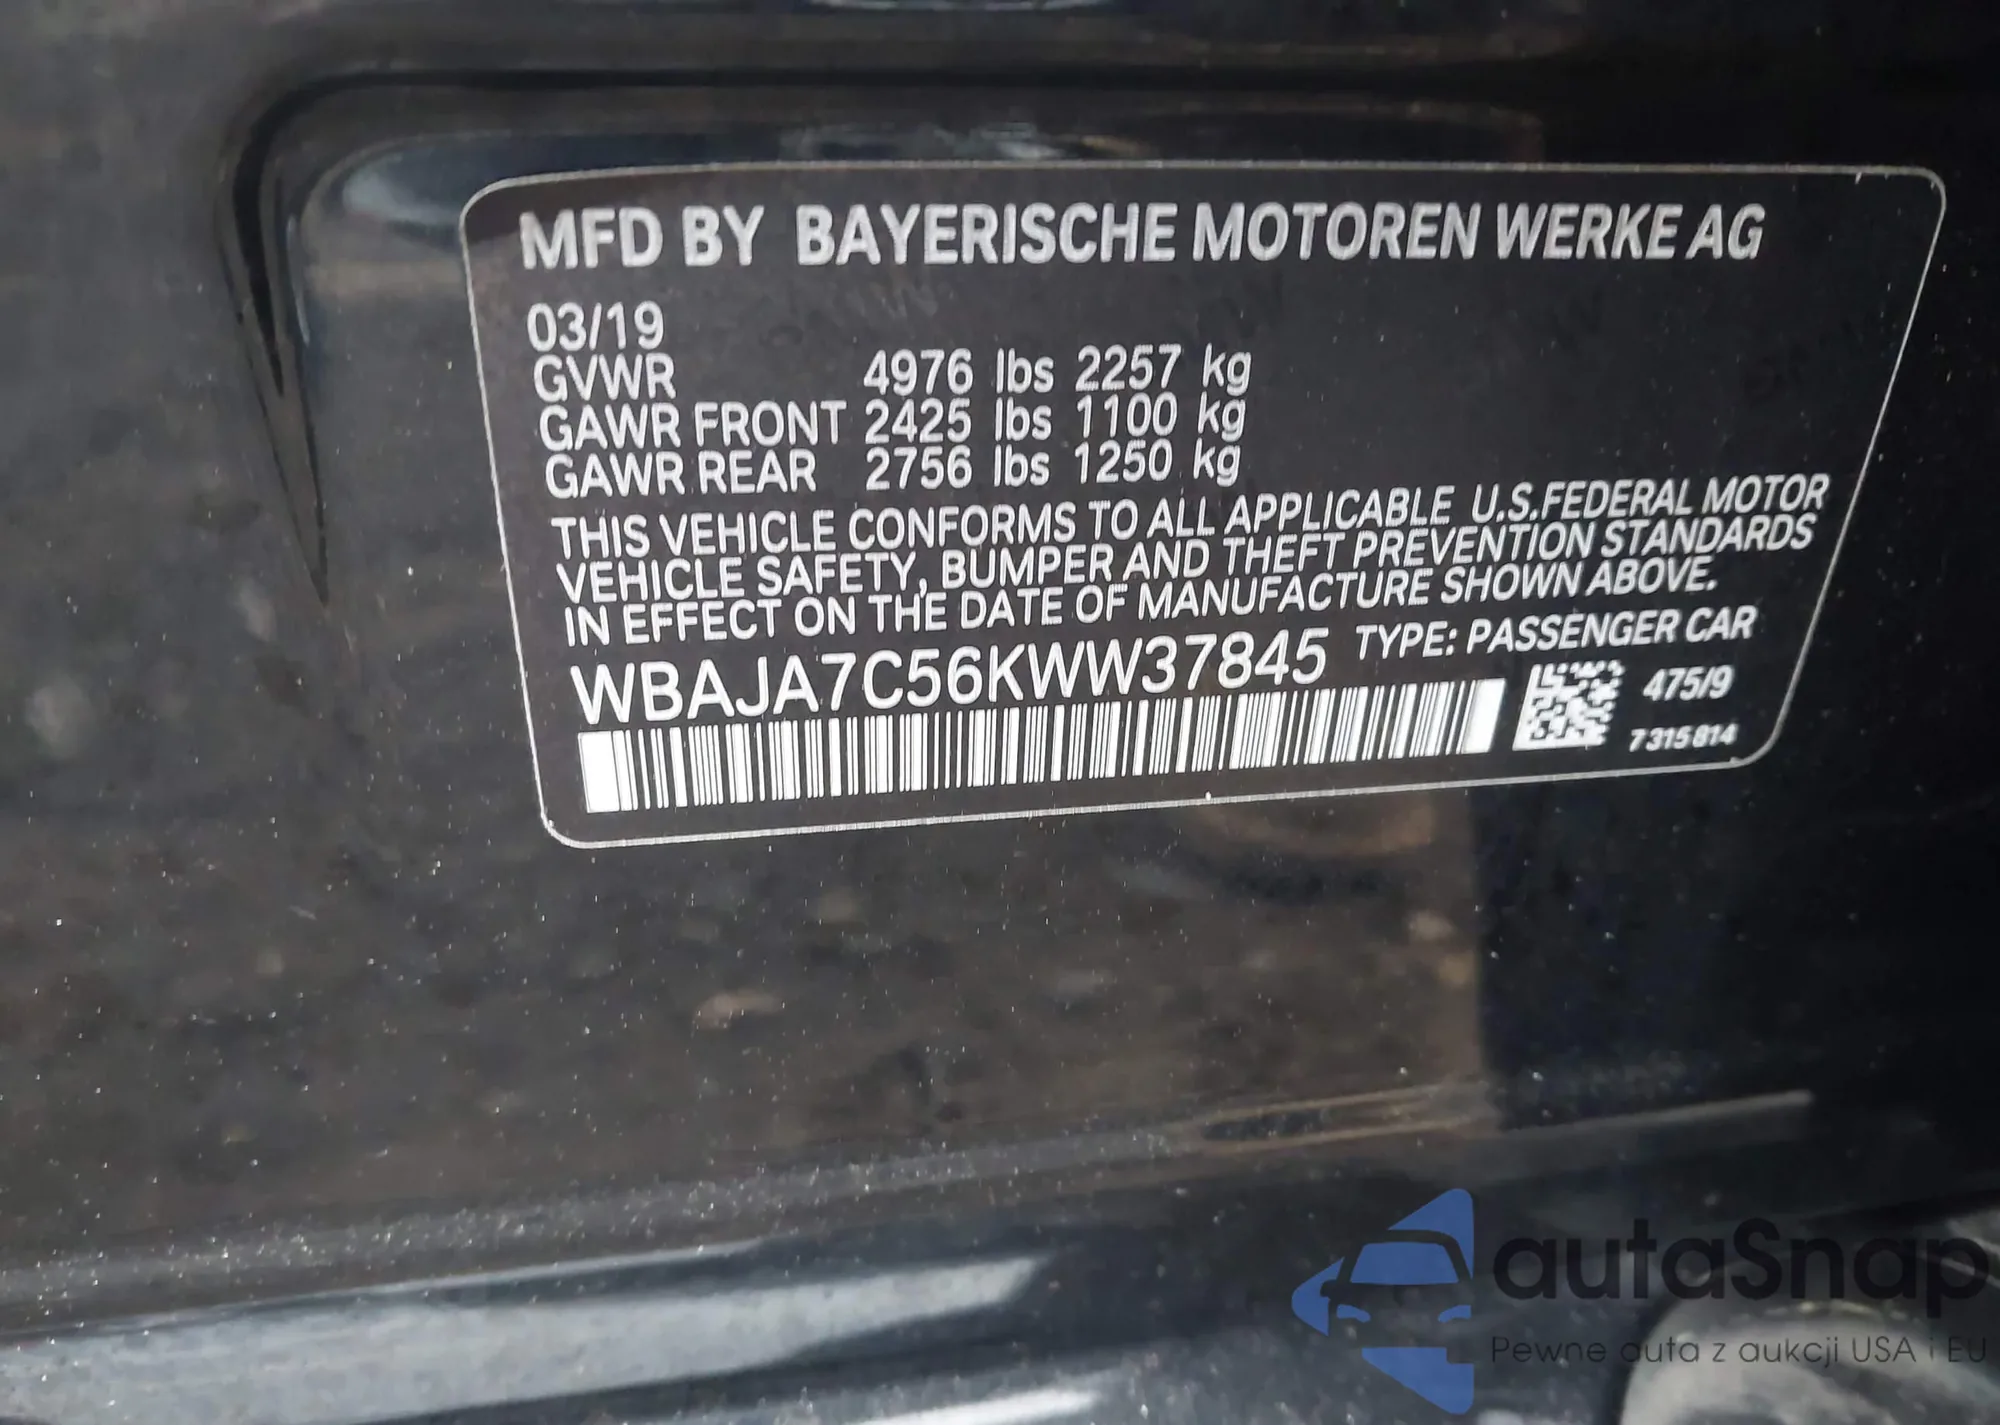 MFD BY BAYERISCHE MOTOREN WERKE AG
03/19
GVWR 4976 lbs 2257 kg
GAWR FRONT 2425 lbs 1100 kg
GAWR REAR 2756 lbs 1250 kg
THIS VEHICLE CONFORMS TO ALL APPLICABLE U.S.FEDERAL MOTOR
VEHICLE SAFETY, BUMPER AND THEFT PREVENTION STANDARDS
IN EFFECT ON THE DATE OF MANUFACTURE SHOWN ABOVE.
WBAJA7C56KWW37845 TYPE: PASSENGER CAR
475/9
7315814
autaSnap
Pewne auta z aukcji USA i EU